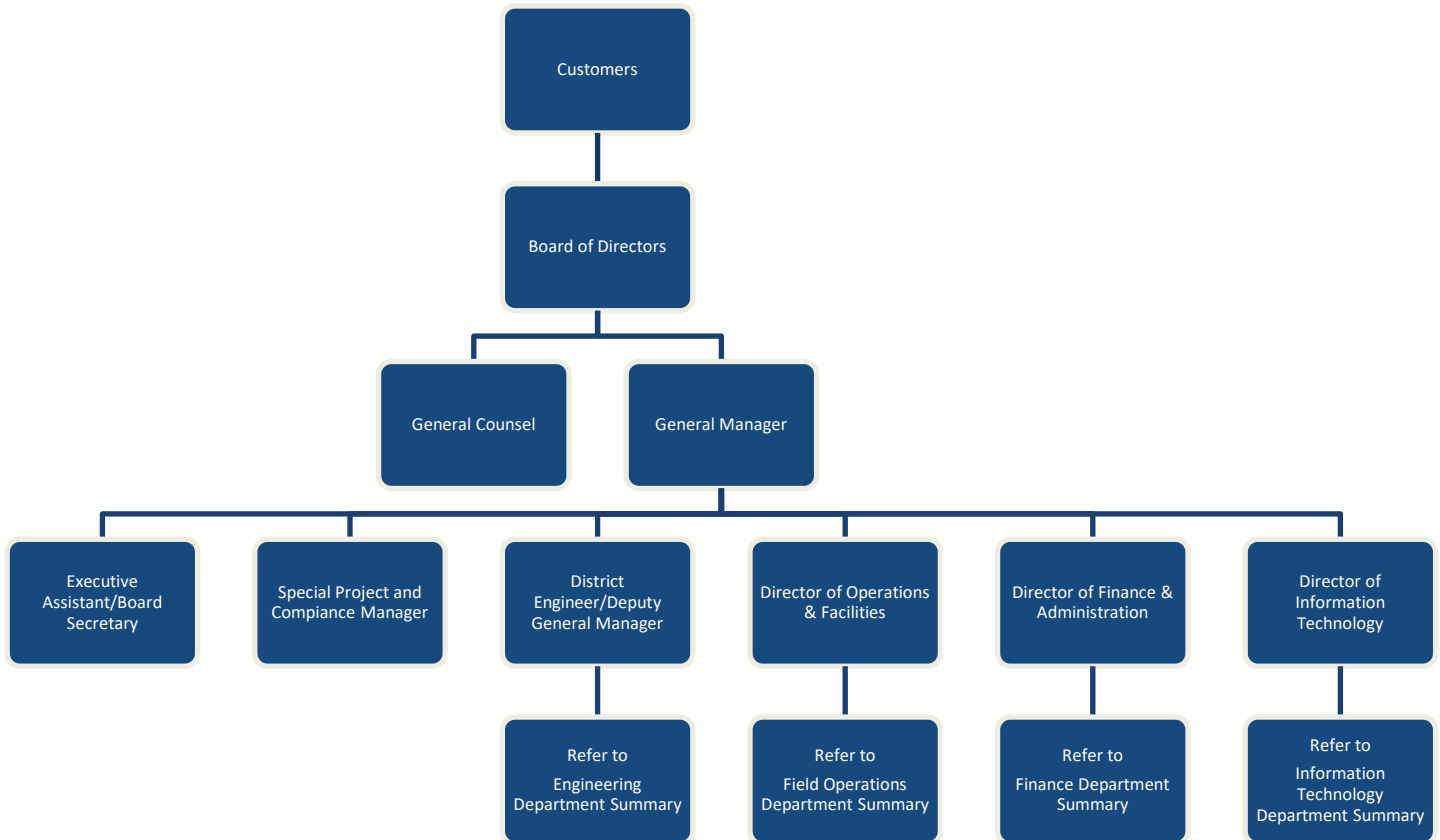 Customers
Board of Directors
General Counsel
General Manager
Executive
Assistant/Board
Secretary
Special Project and
Compiance Manager
District
Engineer/Deputy
General Manager
Director of Operations
& Facilities
Director of Finance &
Administration
Director of
Information
Technology
Refer to
Engineering
Department Summary
Refer to
Field Operations
Department Summary
Refer to
Finance Department
Summary
Refer to
Information
Technology
Department Summary